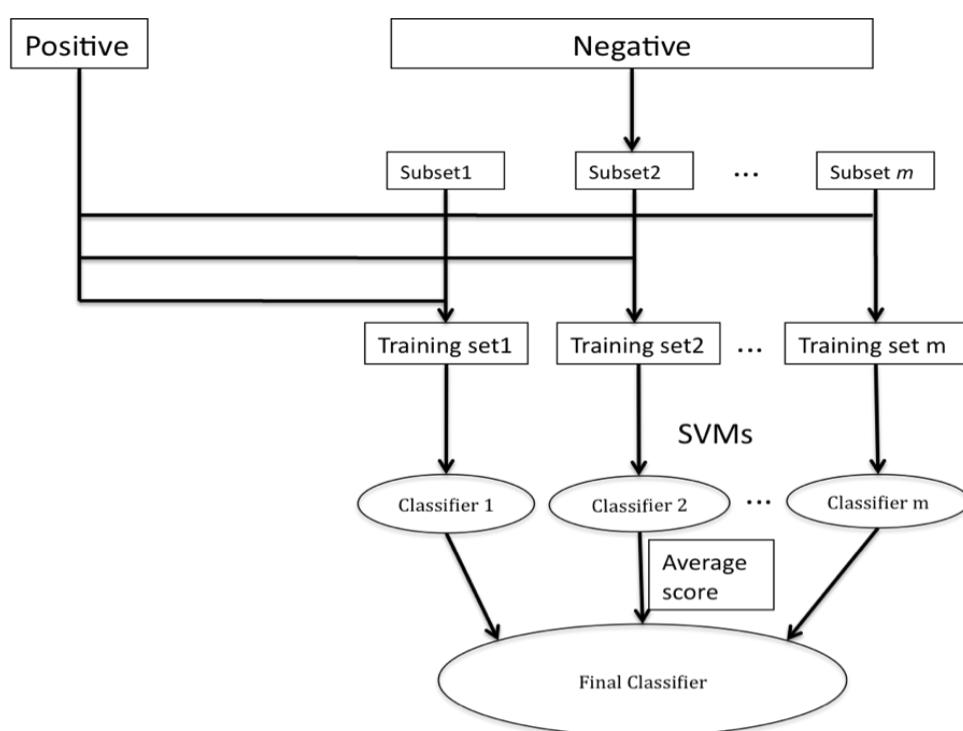 Positive
Negative
Subset1
Subset2
...
Subset m
Training set1
Training set2
...
Training set m
SVMs
Classifier 1
Classifier 2
...
Classifier m
Average
score
Final Classifier